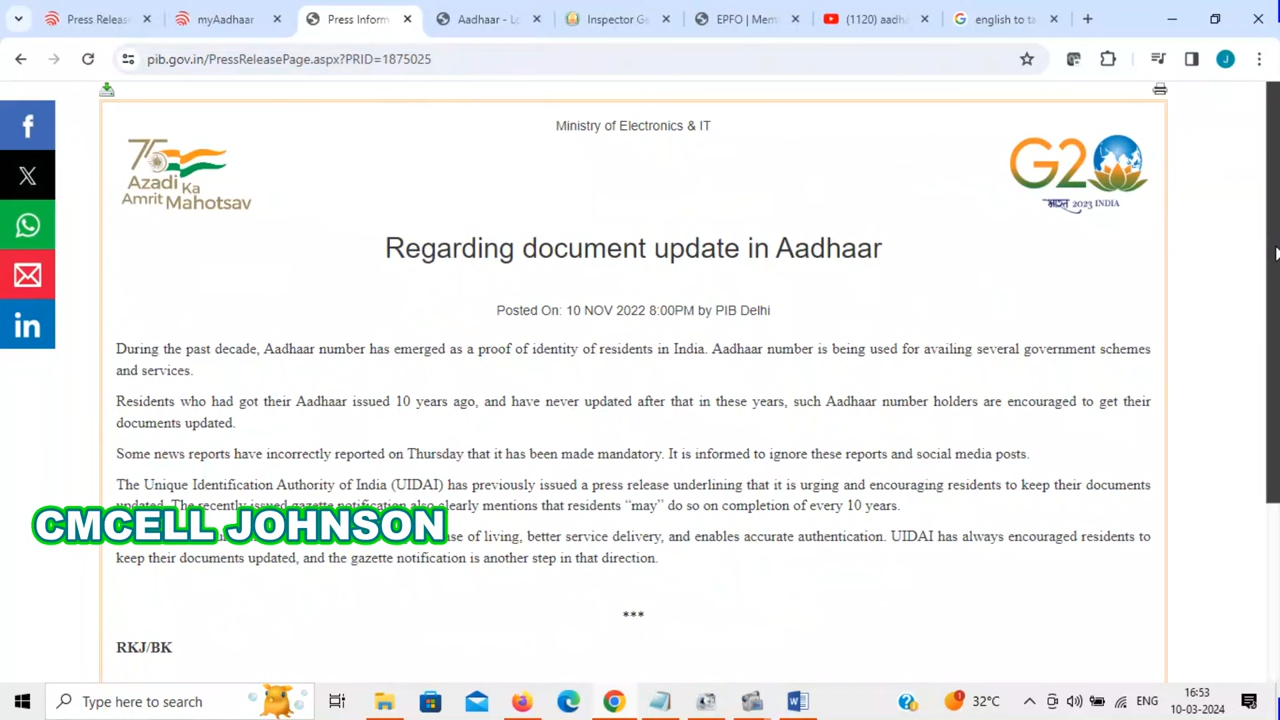 Press Relea
myAadhaar
Press Inform
Aadhaar - Lo
Inspector Ge
EPFO | Mem
(1120) aadh
english to ta
pib.gov.in/PressReleasePage.aspx?PRID=1875025
J
Ministry of Electronics & IT
75
Azadi Ka
Amrit Mahotsav
G20
भारत 2023 INDIA
Regarding document update in Aadhaar
Posted On: 10 NOV 2022 8:00PM by PIB Delhi
During the past decade, Aadhaar number has emerged as a proof of identity of residents in India. Aadhaar number is being used for availing several government schemes
and services.
Residents who had got their Aadhaar issued 10 years ago, and have never updated after that in these years, such Aadhaar number holders are encouraged to get their
documents updated.
Some news reports have incorrectly reported on Thursday that it has been made mandatory. It is informed to ignore these reports and social media posts.
The Unique Identification Authority of India (UIDAI) has previously issued a press release underlining that it is urging and encouraging residents to keep their documents
updated. The recently issued gazette notification also clearly mentions that residents “may” do so on completion of every 10 years.
CMCELL JOHNSON
of living, better service delivery, and enables accurate authentication. UIDAI has always encouraged residents to
keep their documents updated, and the gazette notification is another step in that direction.
***
RKJ/BK
Type here to search
32°C
ENG
16:53
10-03-2024